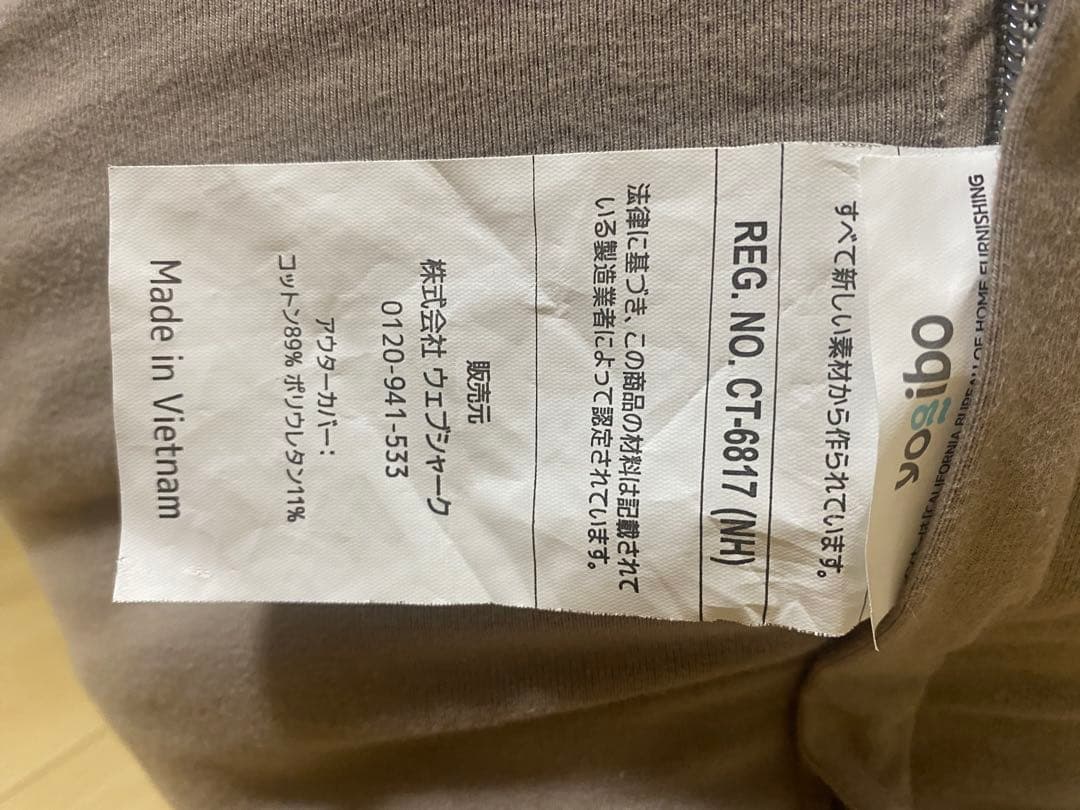 yogibo
(CALIFORNIA BUREAU OF HOME FURNISHING
すべて新しい素材から作られています。
REG. NO. CT-6817 (NH)
法律に基づき、この商品の材料は記載されて
いる製造業者によって認定されています。
販売元
株式会社 ウェブシャーク
0120-941-533
アウターカバー:
コットン89% ポリウレタン11%
Made in Vietnam